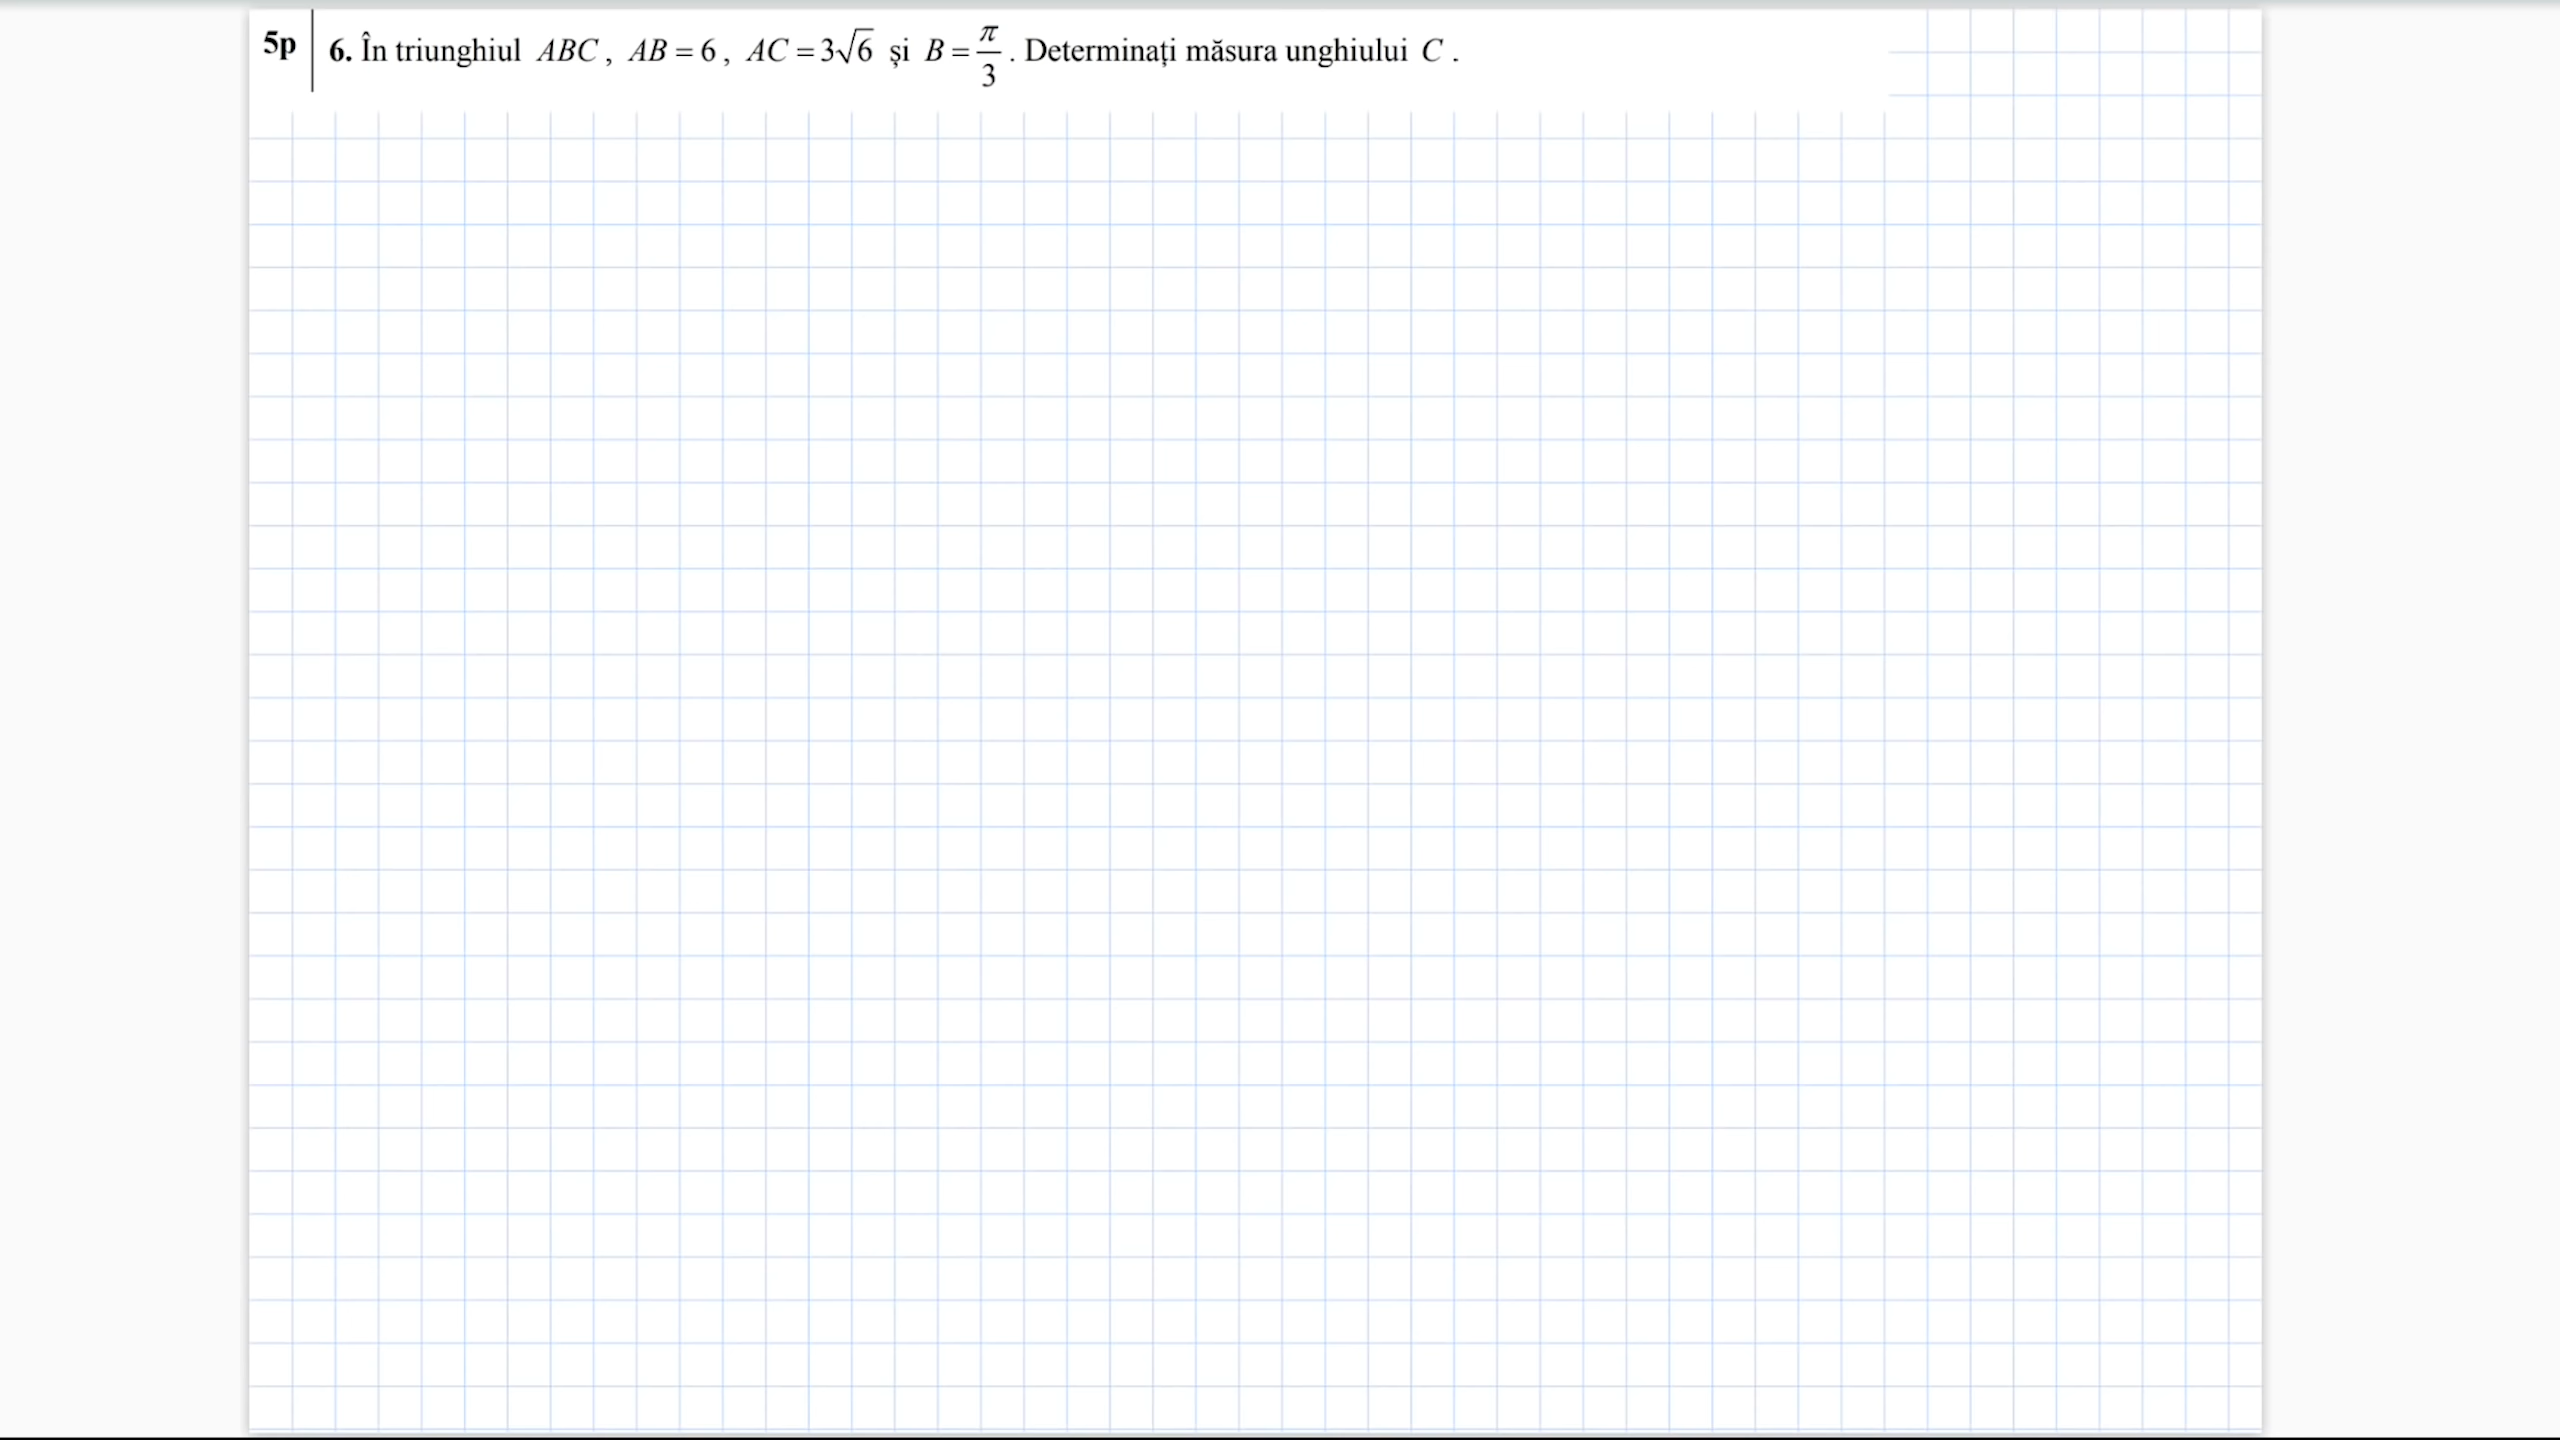 5p 6. În triunghiul ABC, AB = 6, AC = 3√6 și B = π/3. Determinați măsura unghiului C.